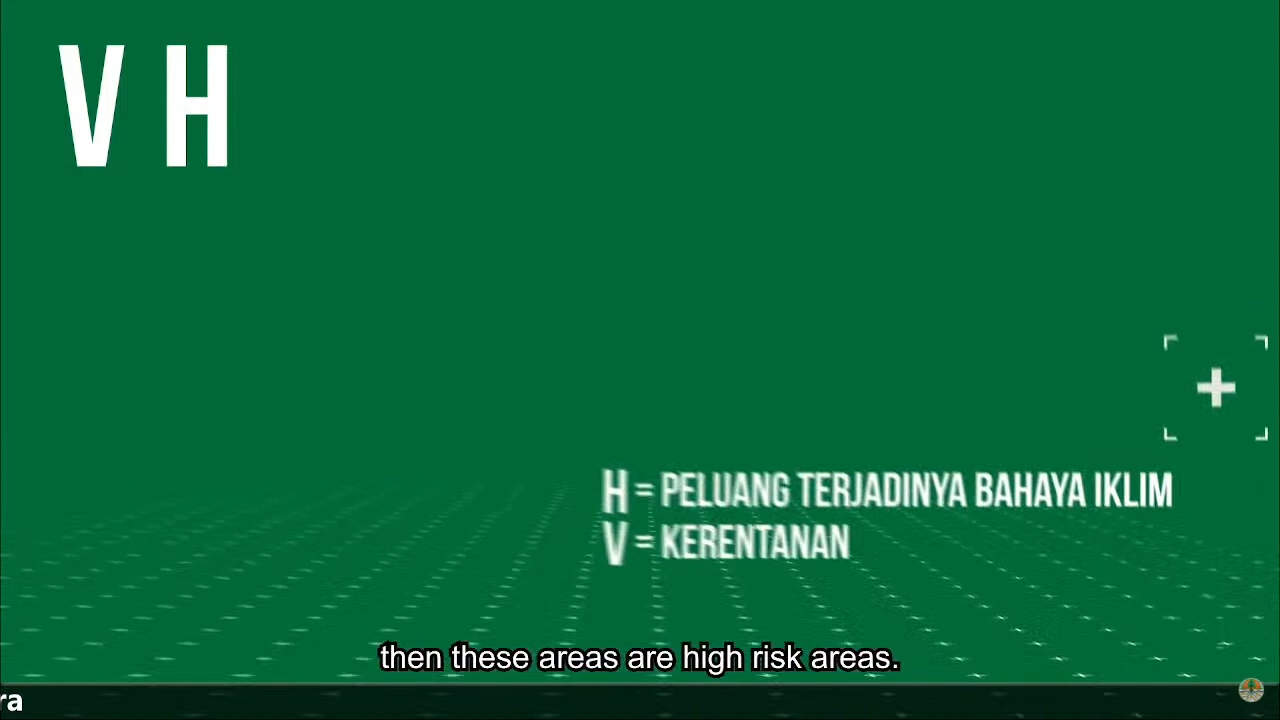 V H
H = PELUANG TERJADINYA BAHAYA IKLIM
V = KERENTANAN
then these areas are high risk areas.
ra